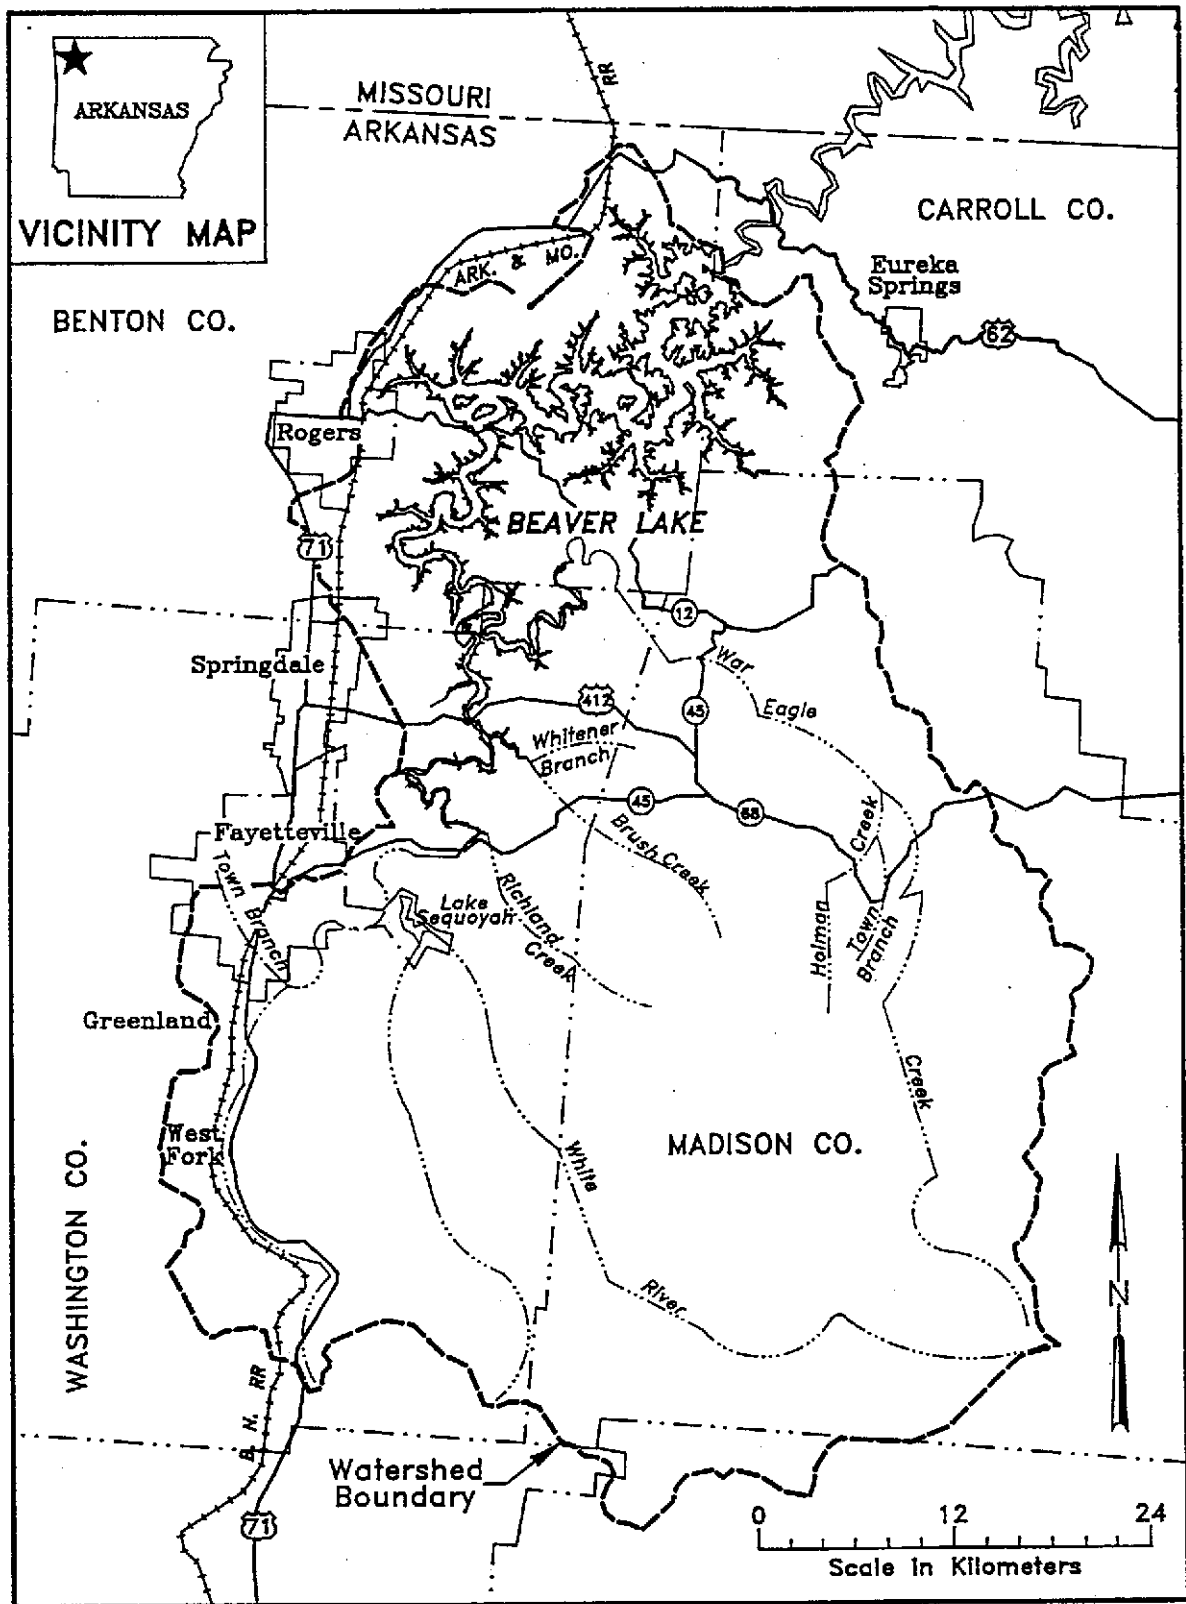 ARKANSAS
VICINITY MAP
MISSOURI
ARKANSAS
RR
CARROLL CO.
ARK. & MO.
Eureka
Springs
BENTON CO.
62
Rogers
BEAVER LAKE
71
12
Springdale
War
Eagle
412
45
Whitener
Branch
45
68
Fayetteville
Brush Creek
Creek
Town Branch
Lake
Sequoyah
Richland
Creek
Holman
Town
Branch
Greenland
Creek
West
Fork
MADISON CO.
White
WASHINGTON CO.
River
N
B. N. RR
Watershed
Boundary
71
0 12 24
Scale in Kilometers